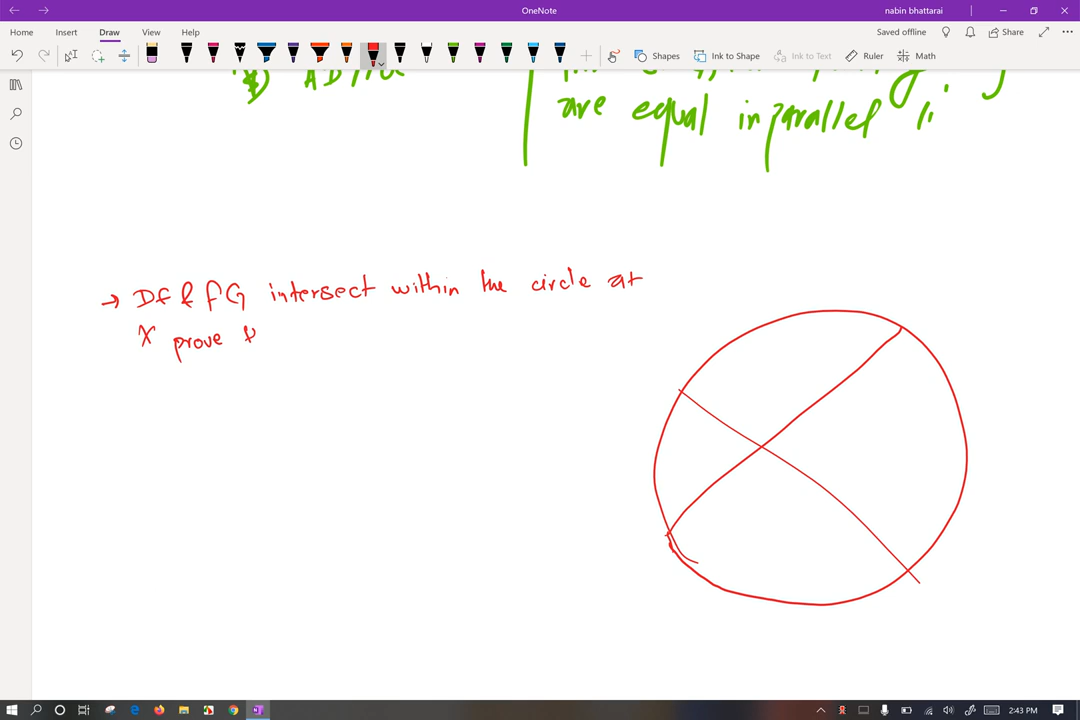 OneNote
nabin bhattarai
Home Insert Draw View Help
Saved offline
Share
Shapes
Ink to Shape
Ink to Text
Ruler
Math
are equal in parallel
→ DE & FG intersect within the circle at
X prove
2:43 PM